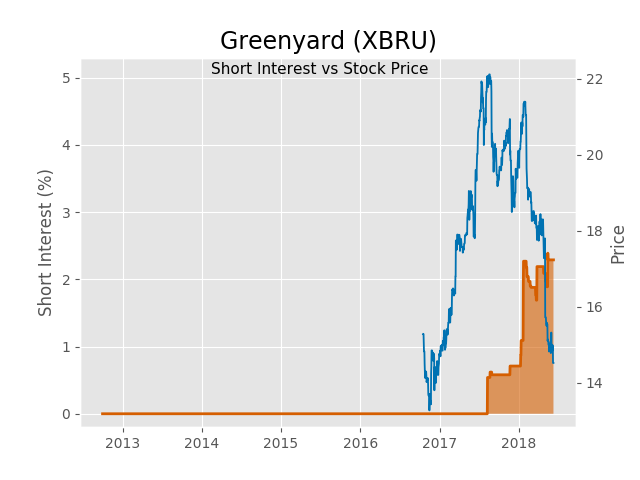 Greenyard (XBRU)
Short Interest vs Stock Price
Short Interest (%)
5
4
3
2
1
0
22
20
18
16
14
Price
2013 2014 2015 2016 2017 2018